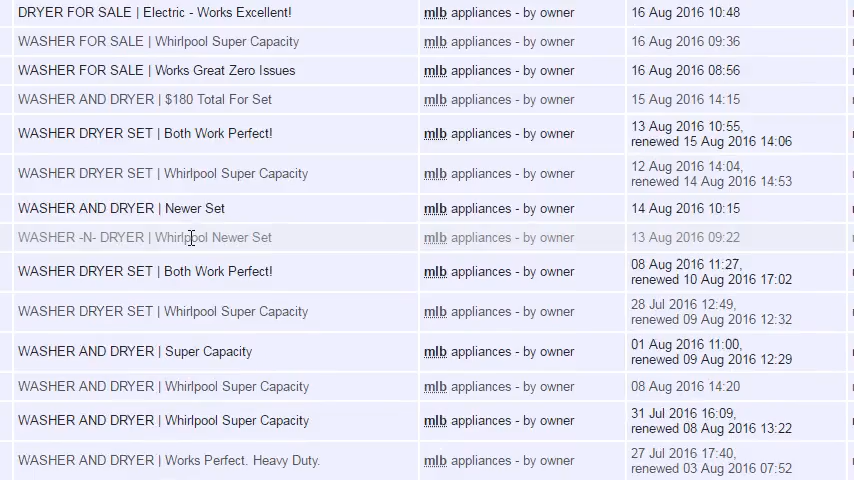 DRYER FOR SALE | Electric - Works Excellent! mlb appliances - by owner 16 Aug 2016 10:48
WASHER FOR SALE | Whirlpool Super Capacity mlb appliances - by owner 16 Aug 2016 09:36
WASHER FOR SALE | Works Great Zero Issues mlb appliances - by owner 16 Aug 2016 08:56
WASHER AND DRYER | $180 Total For Set mlb appliances - by owner 15 Aug 2016 14:15
WASHER DRYER SET | Both Work Perfect! mlb appliances - by owner 13 Aug 2016 10:55,
renewed 15 Aug 2016 14:06
WASHER DRYER SET | Whirlpool Super Capacity mlb appliances - by owner 12 Aug 2016 14:04,
renewed 14 Aug 2016 14:53
WASHER AND DRYER | Newer Set mlb appliances - by owner 14 Aug 2016 10:15
WASHER -N- DRYER | Whirlpool Newer Set mlb appliances - by owner 13 Aug 2016 09:22
WASHER DRYER SET | Both Work Perfect! mlb appliances - by owner 08 Aug 2016 11:27,
renewed 10 Aug 2016 17:02
WASHER DRYER SET | Whirlpool Super Capacity mlb appliances - by owner 28 Jul 2016 12:49,
renewed 09 Aug 2016 12:32
WASHER AND DRYER | Super Capacity mlb appliances - by owner 01 Aug 2016 11:00,
renewed 09 Aug 2016 12:29
WASHER AND DRYER | Whirlpool Super Capacity mlb appliances - by owner 08 Aug 2016 14:20
WASHER AND DRYER | Whirlpool Super Capacity mlb appliances - by owner 31 Jul 2016 16:09,
renewed 08 Aug 2016 13:22
WASHER AND DRYER | Works Perfect. Heavy Duty. mlb appliances - by owner 27 Jul 2016 17:40,
renewed 03 Aug 2016 07:52